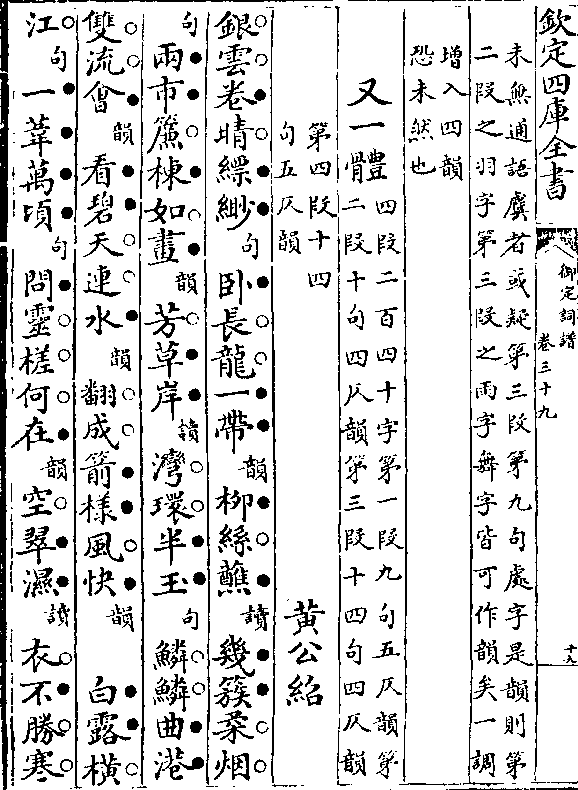 欽定四庫全書
御定詞譜
卷三十九
十九
未無通語虞者或疑第三段第九句處字是韻則第
二段之羽字第三段之雨字舞字皆可作韻矣一調
增入四韻
恐未然也
又一體 四段二百四十字第一段九句五仄韻第
二段十句四仄韻第三段十四句四仄韻
第四段十四
句五仄韻
黃公紹
銀雲卷晴縹緲句卧長龍一帶韻柳絲蘸讀幾簇柔烟
句兩市簾棟如畫韻芳草岸讀灣環半玉句鱗鱗曲港
雙流會韻看碧天連水韻翻成箭樣風快韻白露橫
江句一葦萬頃句問靈槎何在韻空翠濕讀衣不勝寒